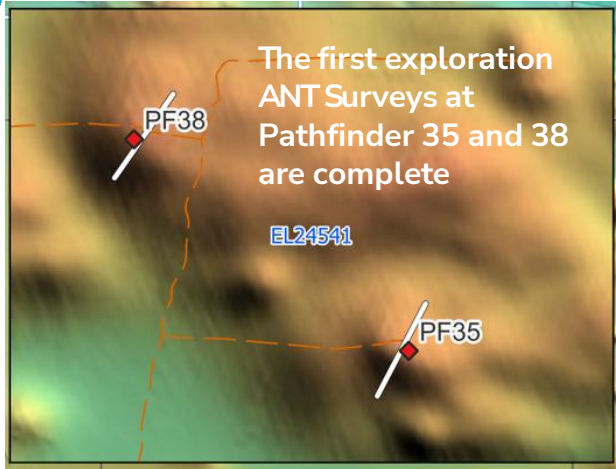 The first exploration
ANT Surveys at
Pathfinder 35 and 38
are complete
PF38
EL24541
PF35